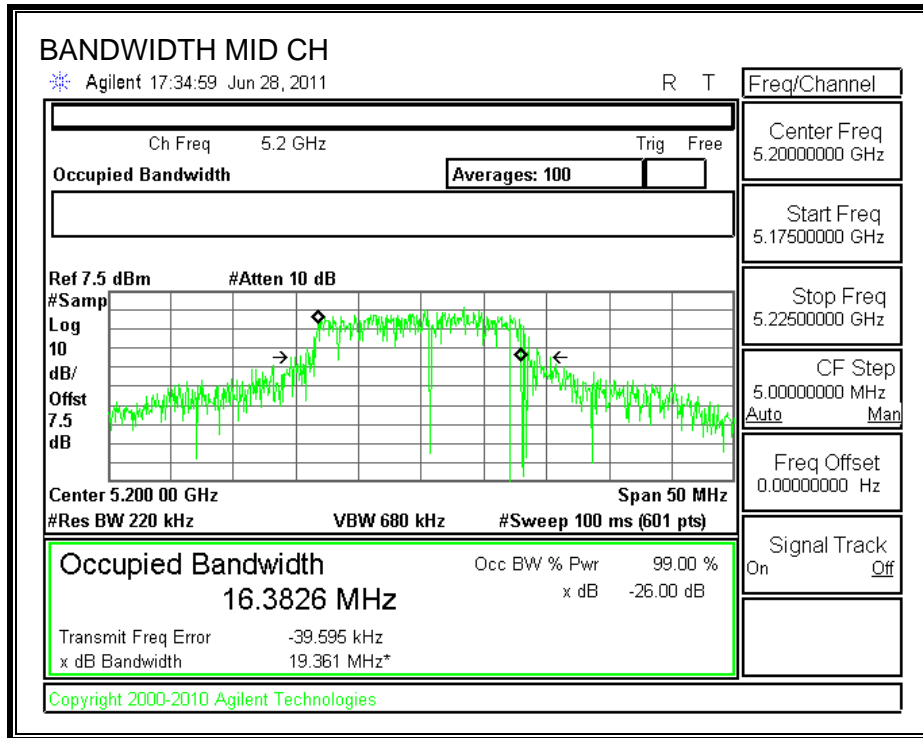 BANDWIDTH MID CH
Agilent 17:34:59 Jun 28, 2011 R T
Freq/Channel
Ch Freq 5.2 GHz Trig Free
Occupied Bandwidth Averages: 100
Center Freq
5.20000000 GHz
Start Freq
5.17500000 GHz
Ref 7.5 dBm #Atten 10 dB
#Samp
Log
10
dB/
Offst
7.5
dB
Stop Freq
5.22500000 GHz
CF Step
5.00000000 MHz
Auto Man
Center 5.200 00 GHz Span 50 MHz
#Res BW 220 kHz VBW 680 kHz #Sweep 100 ms (601 pts)
Freq Offset
0.00000000 Hz
Occupied Bandwidth Occ BW % Pwr 99.00 %
16.3826 MHz x dB -26.00 dB
Signal Track
On Off
Transmit Freq Error -39.595 kHz
x dB Bandwidth 19.361 MHz*
Copyright 2000-2010 Agilent Technologies